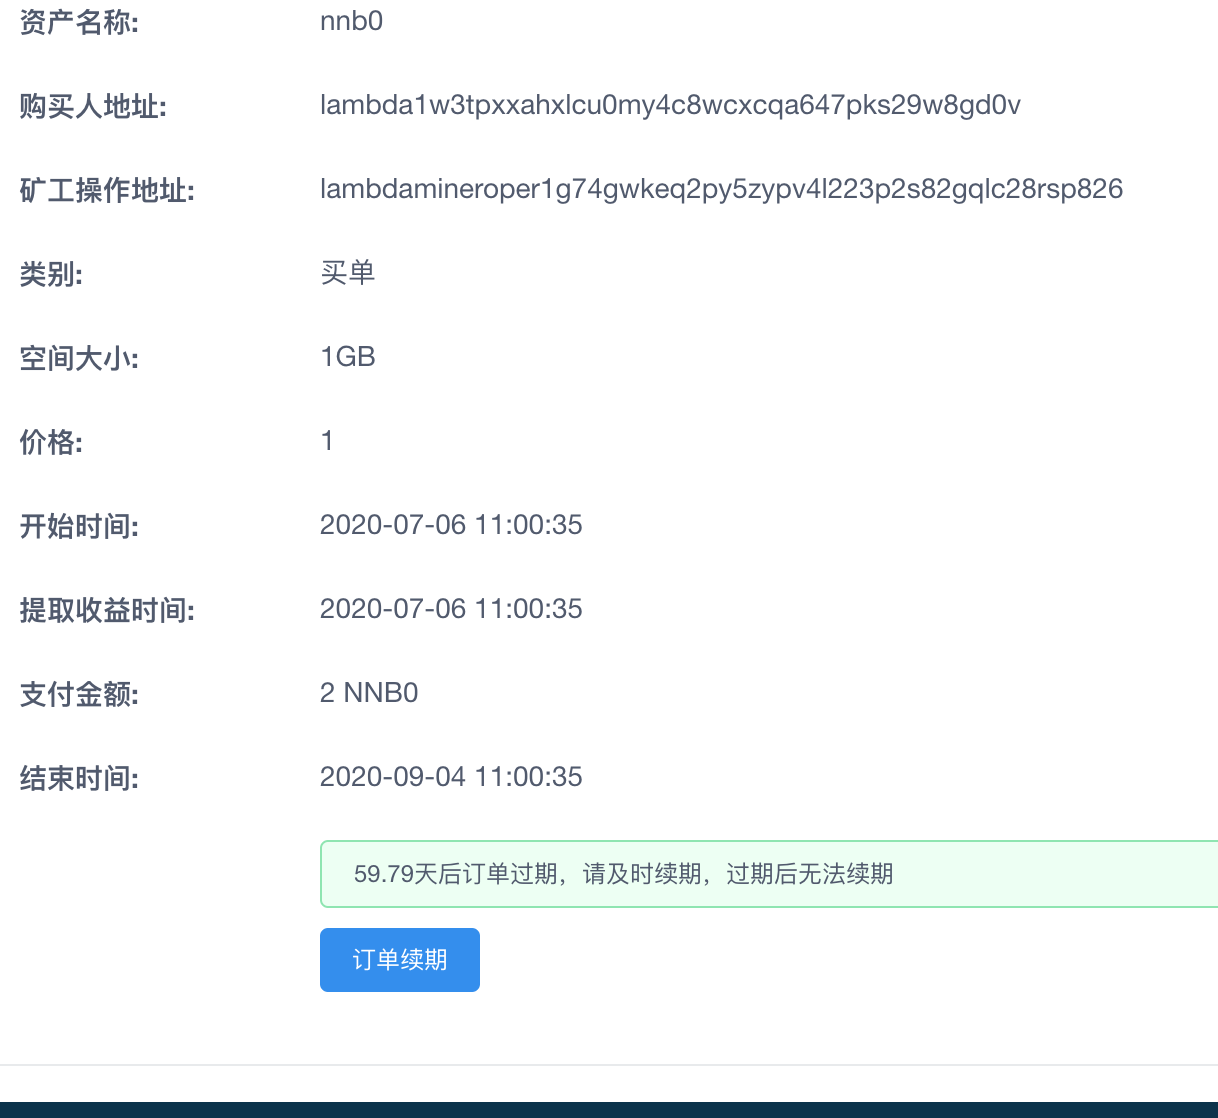 资产名称: nnb0
购买人地址: lambda1w3tpxxahxlcu0my4c8wcxcqa647pks29w8gd0v
矿工操作地址: lambdamineroper1g74gwkeq2py5zypv4l223p2s82gqlc28rsp826
类别: 买单
空间大小: 1GB
价格: 1
开始时间: 2020-07-06 11:00:35
提取收益时间: 2020-07-06 11:00:35
支付金额: 2 NNB0
结束时间: 2020-09-04 11:00:35
59.79天后订单过期，请及时续期，过期后无法续期
订单续期